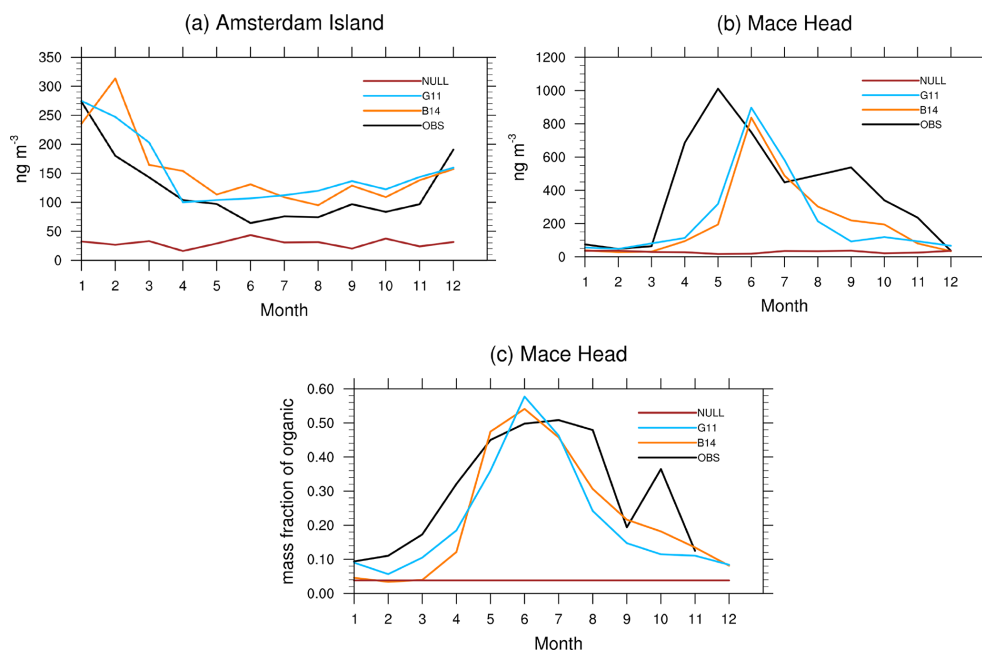 (a) Amsterdam Island
ng m-3
350
300
250
200
150
100
50
0
NULL
G11
B14
OBS
1 2 3 4 5 6 7 8 9 10 11 12
Month
(b) Mace Head
ng m-3
1200
1000
800
600
400
200
0
NULL
G11
B14
OBS
1 2 3 4 5 6 7 8 9 10 11 12
Month
(c) Mace Head
mass fraction of organic
0.60
0.50
0.40
0.30
0.20
0.10
0.00
NULL
G11
B14
OBS
1 2 3 4 5 6 7 8 9 10 11 12
Month